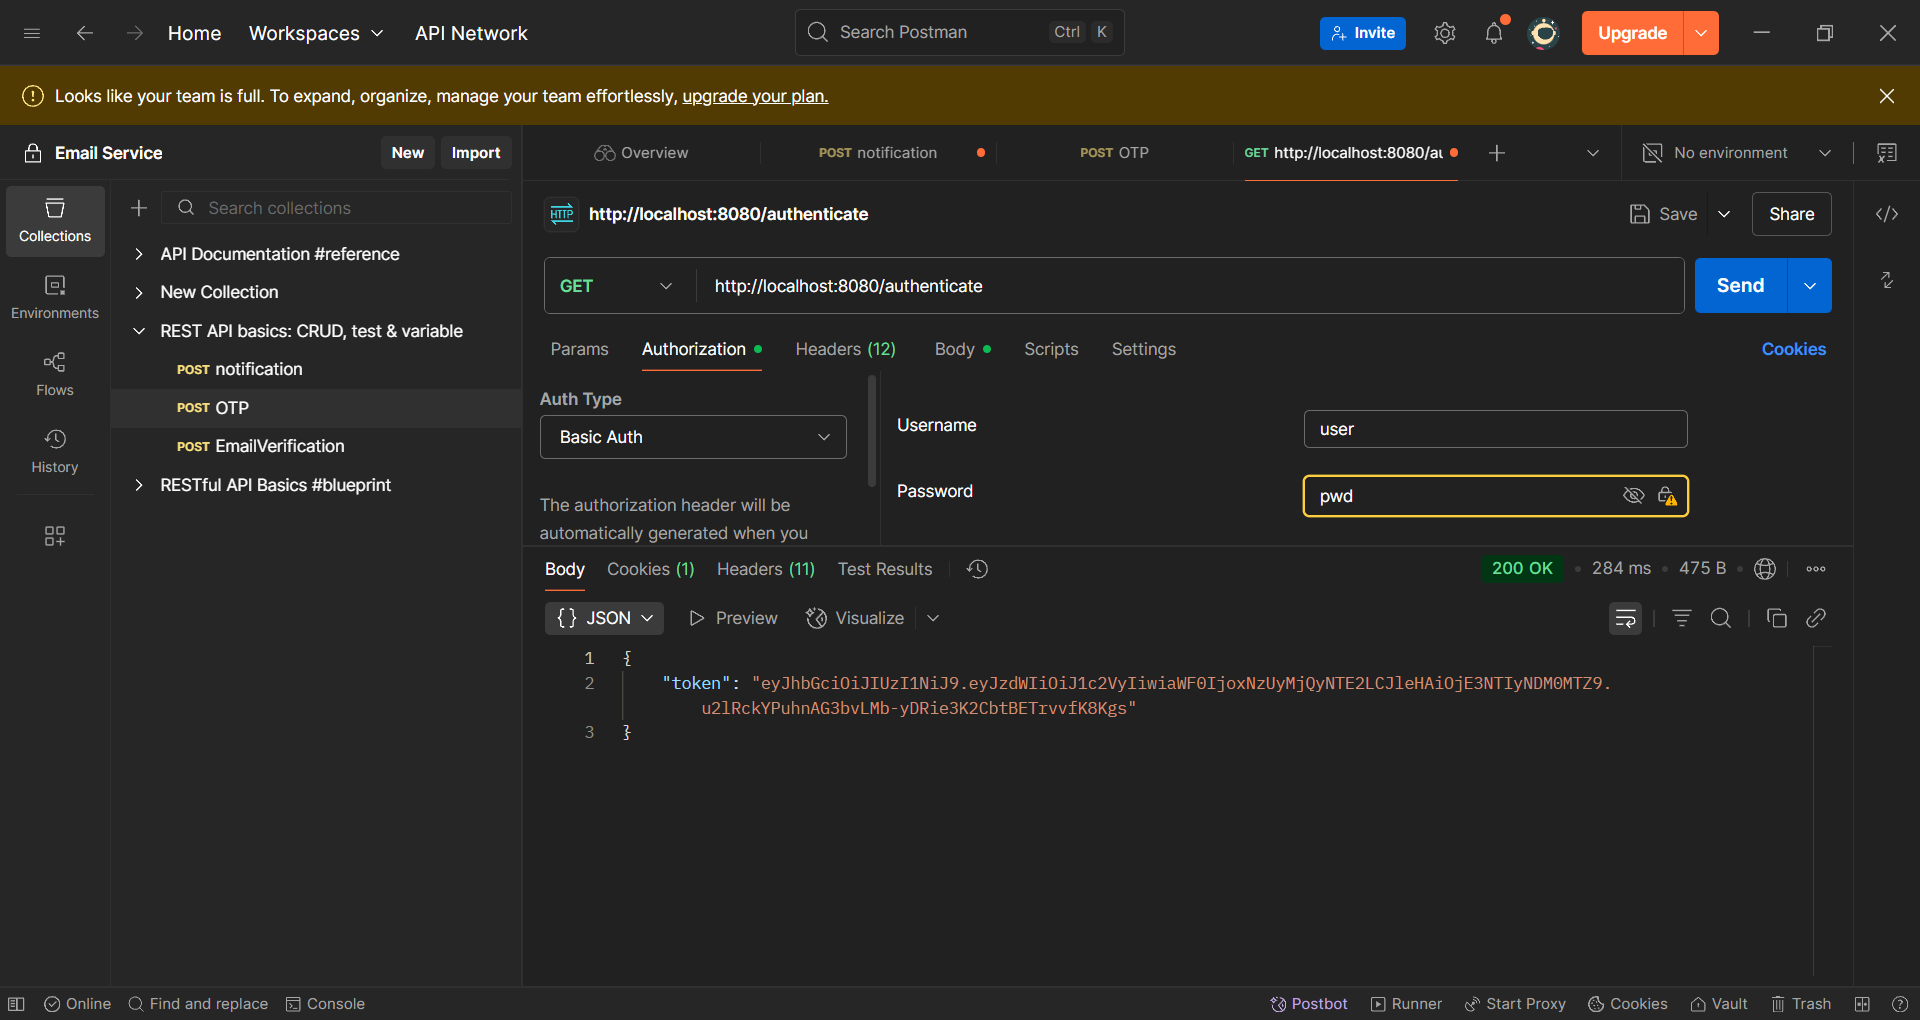 Home Workspaces API Network Search Postman Ctrl K Invite Upgrade
Looks like your team is full. To expand, organize, manage your team effortlessly, upgrade your plan.
Email Service New Import Overview POST notification POST OTP GET http://localhost:8080/au No environment
Collections
Environments
Flows
History
Search collections
API Documentation #reference
New Collection
REST API basics: CRUD, test & variable
POST notification
POST OTP
POST EmailVerification
RESTful API Basics #blueprint
HTTP http://localhost:8080/authenticate Save Share
GET http://localhost:8080/authenticate Send
Params Authorization Headers (12) Body Scripts Settings Cookies
Auth Type
Basic Auth
The authorization header will be
automatically generated when you
Username user
Password pwd
Body Cookies (1) Headers (11) Test Results 200 OK 284 ms 475 B
{} JSON Preview Visualize
1 {
2 "token": "eyJhbGciOiJIUzI1NiJ9.eyJzdWIiOiJ1c2VyIiwiaWF0IjoxNzUyMjQyNTE2LCJleHAiOjE3NTIyNDM0MTZ9.
u2lRckYPuhnAG3bvLMb-yDRie3K2CbtBETrvvfK8Kgs"
3 }
Online Find and replace Console Postbot Runner Start Proxy Cookies Vault Trash